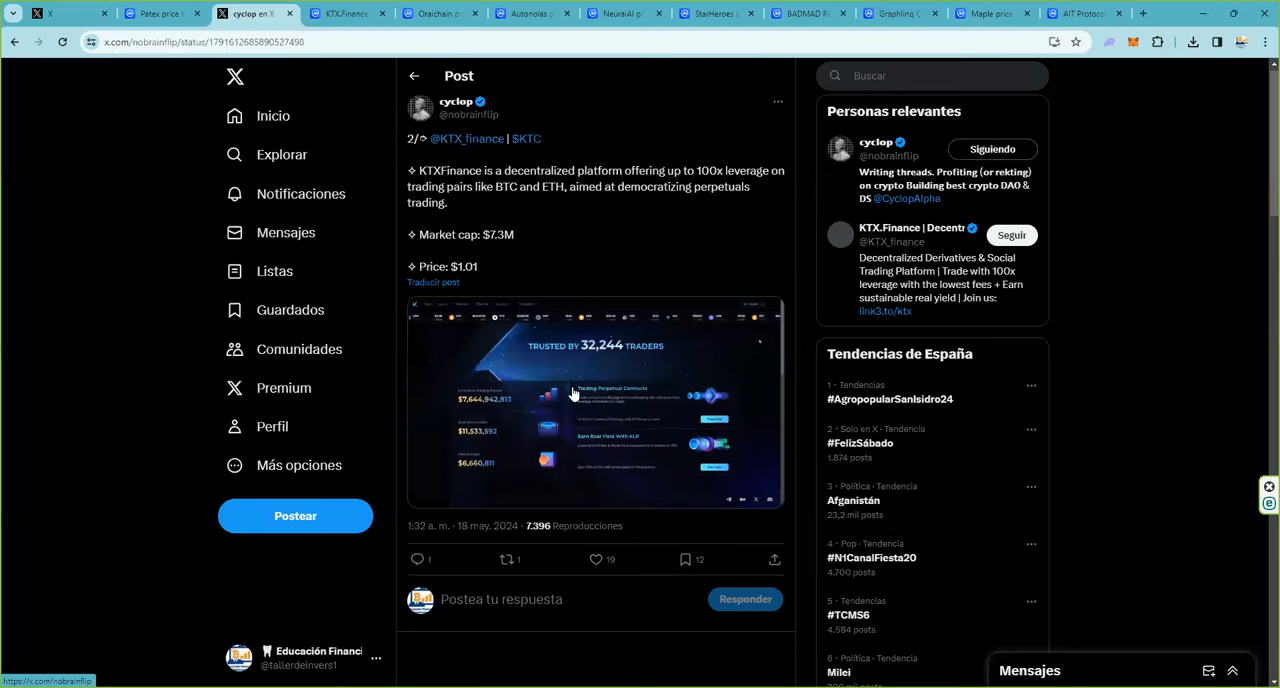 X
Patex price t
cyclop en X
KTX.Finance
Oraichain p
Autonolas p
NeuralAI p
StarHeroes p
BADMAD RO
Graphlinq C
Maple price
AIT Protoco
x.com/nobrainflip/status/1791612685890527498
Inicio
Explorar
Notificaciones
Mensajes
Listas
Guardados
Comunidades
Premium
Perfil
Más opciones
Postear
Educación Financi
@tallerdeinvers1
https://x.com/nobrainflip
Post
cyclop
@nobrainflip
2/ @KTX_finance | $KTC
✧ KTXFinance is a decentralized platform offering up to 100x leverage on
trading pairs like BTC and ETH, aimed at democratizing perpetuals
trading.
✧ Market cap: $7.3M
✧ Price: $1.01
Traducir post
TRUSTED BY 32,244 TRADERS
$7,644,942,813
$11,533,592
$6,660,811
Trading Perpetual Contracts
Earn Real Yield With KLP
1:32 a. m. · 18 may. 2024 · 7.396 Reproducciones
1
1
19
12
Postea tu respuesta
Responder
Buscar
Personas relevantes
cyclop
@nobrainflip
Siguiendo
Writing threads. Profiting (or rekting)
on crypto Building best crypto DAO &
DS @CyclopAlpha
KTX.Finance | Decentr
@KTX_finance
Seguir
Decentralized Derivatives & Social
Trading Platform | Trade with 100x
leverage with the lowest fees + Earn
sustainable real yield | Join us:
link3.to/ktx
Tendencias de España
1 · Tendencias
#AgropopularSanIsidro24
2 · Solo en X · Tendencia
#FelizSábado
1.874 posts
3 · Política · Tendencia
Afganistán
23,2 mil posts
4 · Pop · Tendencia
#N1CanalFiesta20
4.700 posts
5 · Tendencias
#TCMS6
4.584 posts
6 · Política · Tendencia
Milei
Mensajes